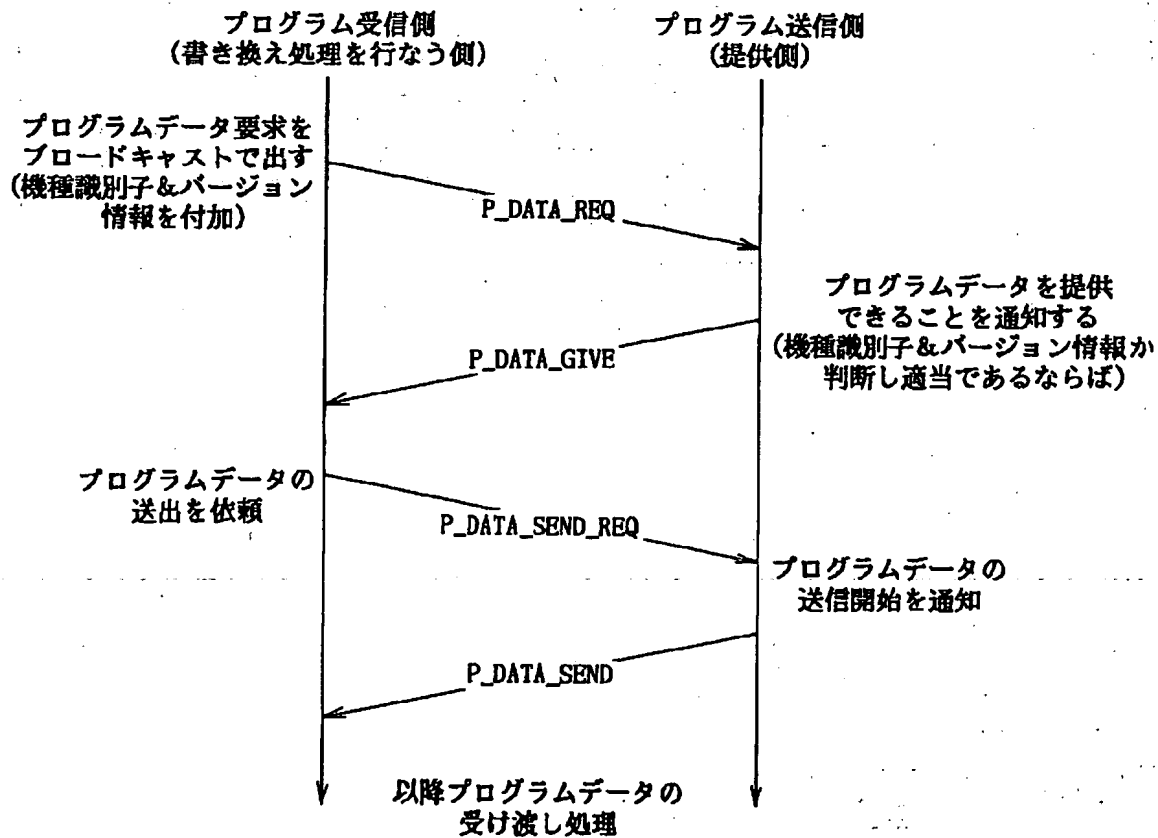 プログラム受信側
(書き換え処理を行なう側)
プログラム送信側
(提供側)
プログラムデータ要求を
ブロードキャストで出す
(機種識別子&バージョン
情報を付加)
P_DATA_REQ
プログラムデータを提供
できることを通知する
(機種識別子&バージョン情報か
判断し適当であるならば)
P_DATA_GIVE
プログラムデータの
送出を依頼
P_DATA_SEND_REQ
プログラムデータの
送信開始を通知
P_DATA_SEND
以降プログラムデータの
受け渡し処理